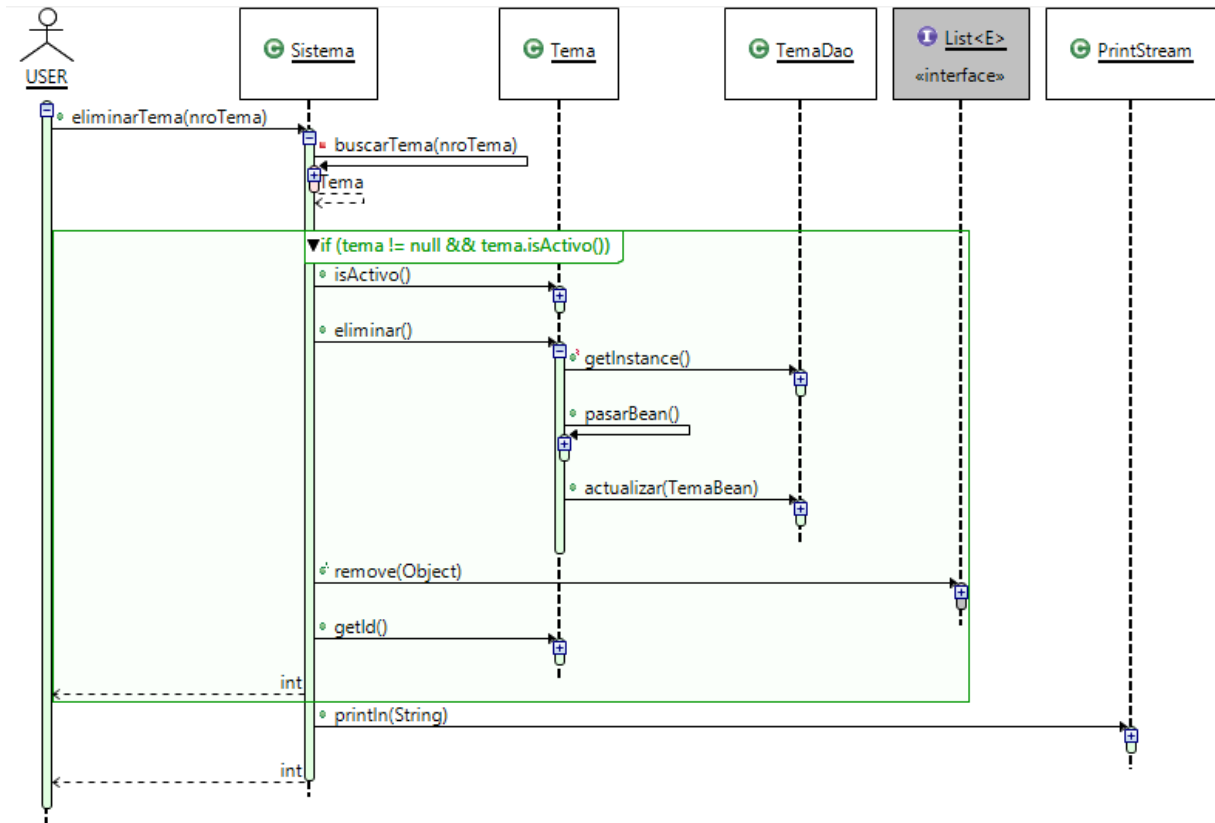 USER
Sistema
Tema
TemaDao
List<E>
«interface»
PrintStream
eliminarTema(nroTema)
buscarTema(nroTema)
Tema
if (tema != null && tema.isActivo())
isActivo()
eliminar()
getInstance()
pasarBean()
actualizar(TemaBean)
remove(Object)
getId()
int
println(String)
int